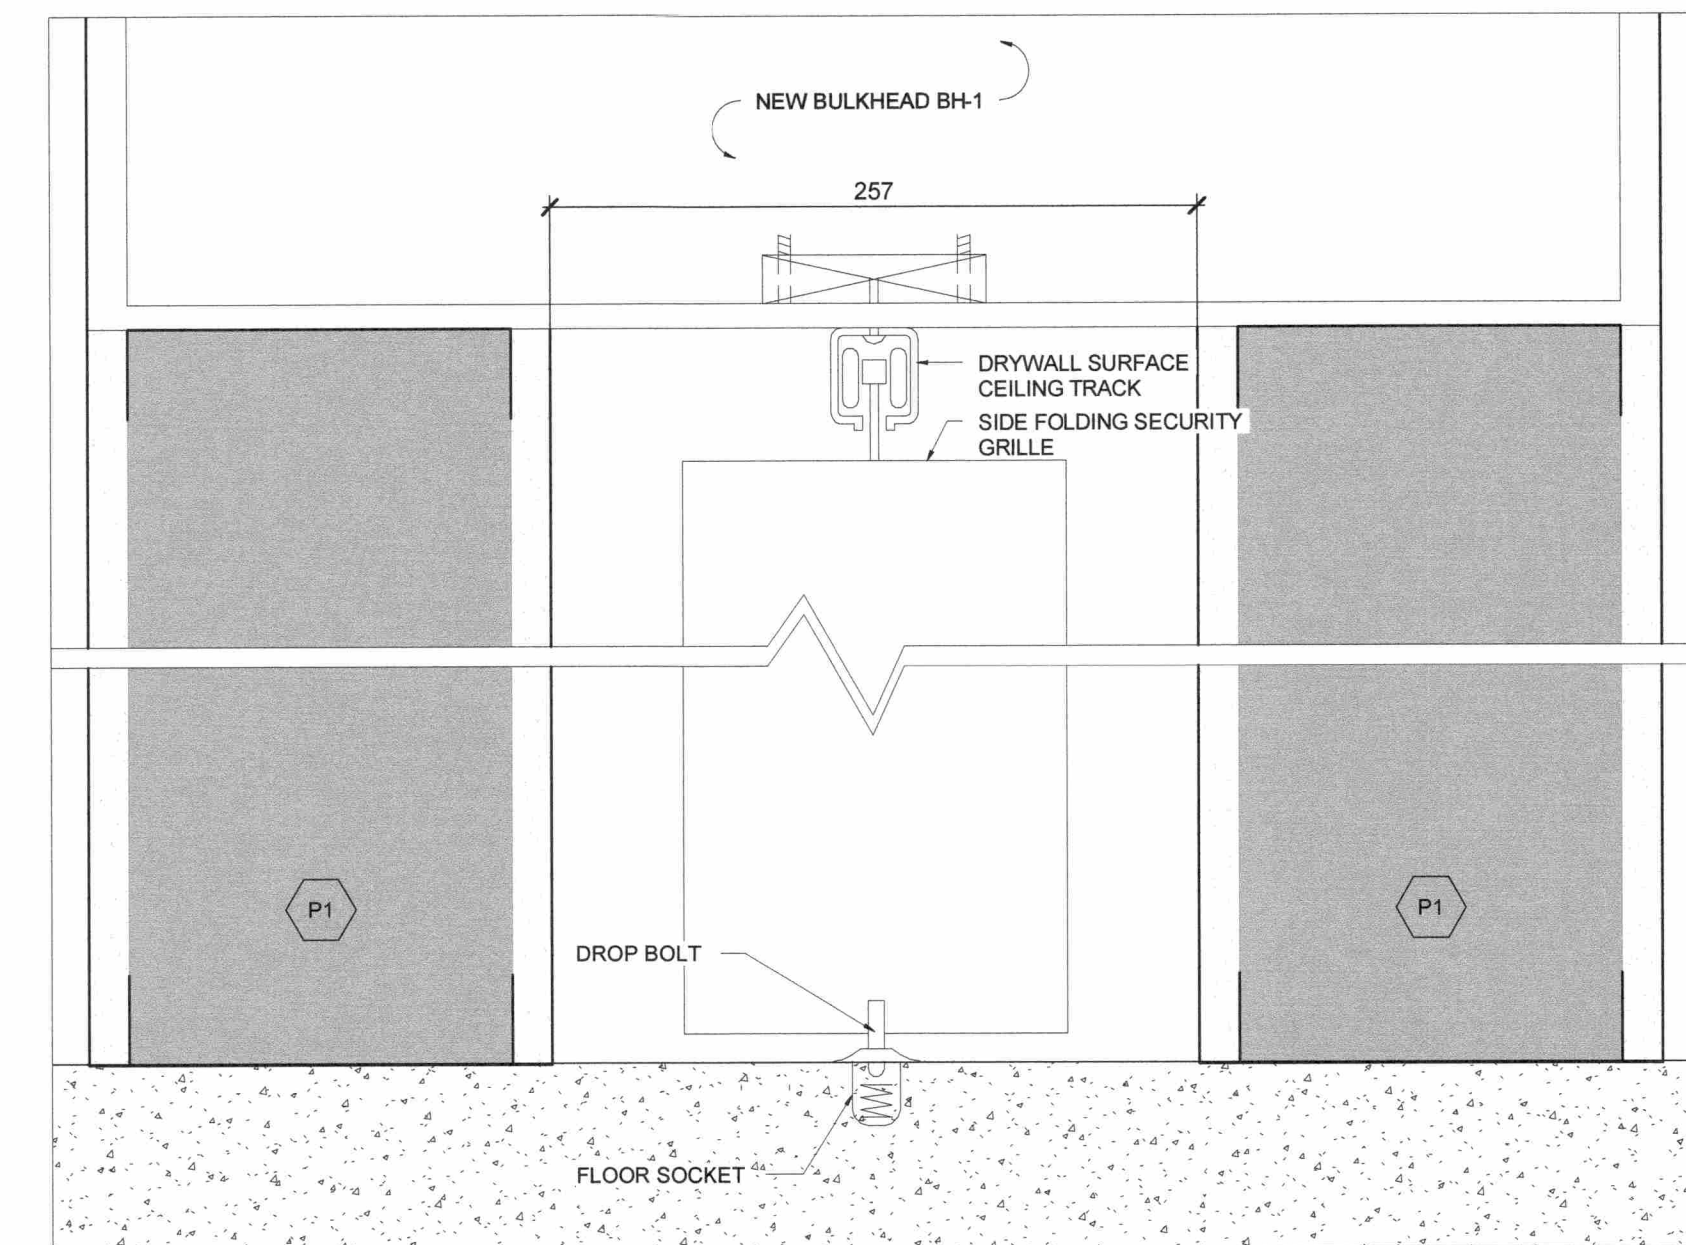 NEW BULKHEAD BH-1
257
DRYWALL SURFACE
CEILING TRACK
SIDE FOLDING SECURITY
GRILLE
P1
P1
DROP BOLT
FLOOR SOCKET